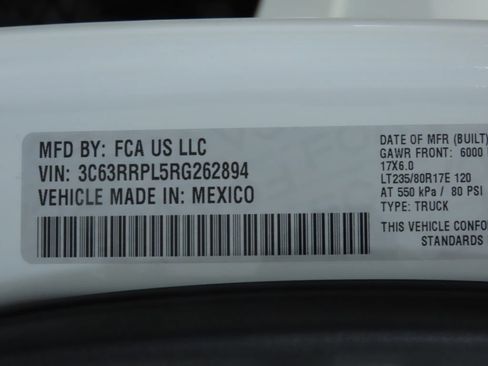 MFD BY: FCA US LLC
VIN: 3C63RRPL5RG262894
VEHICLE MADE IN: MEXICO
DATE OF MFR (BUILT)
GAWR FRONT: 6000
17X6.0
LT235/80R17E 120
AT 550 kPa / 80 PSI
TYPE: TRUCK
THIS VEHICLE CONFO
STANDARDS